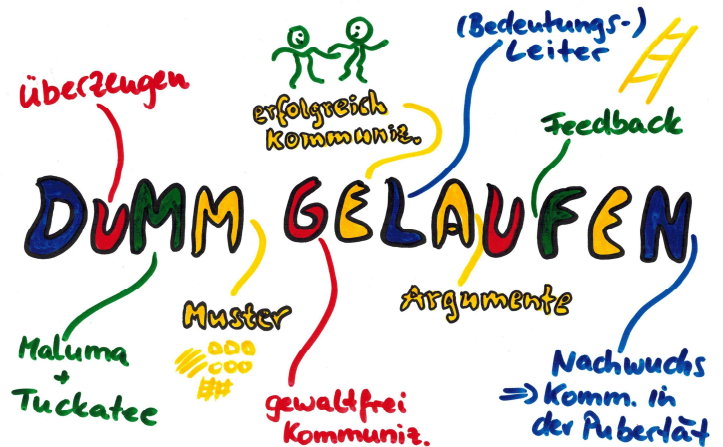 (Bedeutungs-)
Leiter
überzeugen
erfolgreich
Kommuniz.
Feedback
DUMM GELAUFEN
Muster
Argumente
Maluma
+
Tuckatee
gewaltfrei
Kommuniz.
Nachwuchs
⇒ Komm. in
der Pubertät